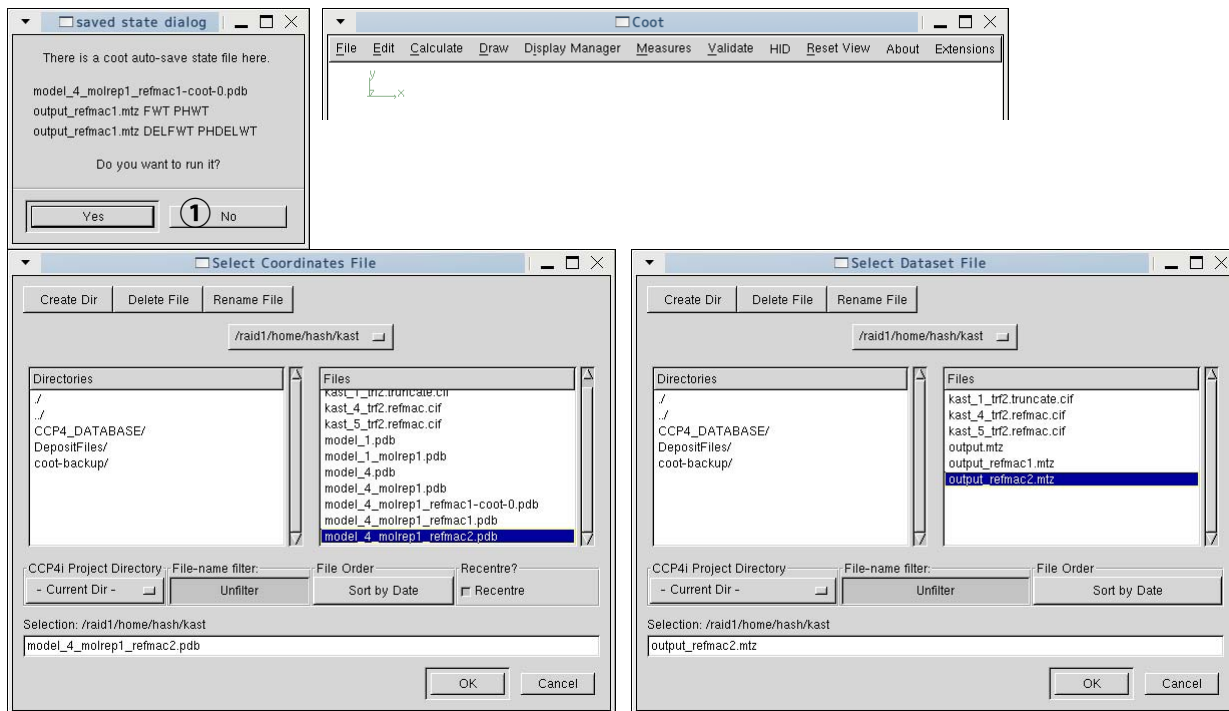 saved state dialog
There is a coot auto-save state file here.
model_4_molrep1_refmac1-coot-0.pdb
output_refmac1.mtz FWT PHWT
output_refmac1.mtz DELFWT PHDELWT
Do you want to run it?
Yes ① No
Coot
File Edit Calculate Draw Display Manager Measures Validate HID Reset View About Extensions
y
z x
Select Coordinates File
Create Dir Delete File Rename File
/raid1/home/hash/kast
Directories
./
../
CCP4_DATABASE/
DepositFiles/
coot-backup/
Files
kast_1_trf2.truncate.cif
kast_4_trf2.refmac.cif
kast_5_trf2.refmac.cif
model_1.pdb
model_1_molrep1.pdb
model_4.pdb
model_4_molrep1.pdb
model_4_molrep1_refmac1-coot-0.pdb
model_4_molrep1_refmac1.pdb
model_4_molrep1_refmac2.pdb
CCP4i Project Directory File-name filter: File Order Recentre?
- Current Dir - Unfilter Sort by Date Recentre
Selection: /raid1/home/hash/kast
model_4_molrep1_refmac2.pdb
OK Cancel
Select Dataset File
Create Dir Delete File Rename File
/raid1/home/hash/kast
Directories
./
../
CCP4_DATABASE/
DepositFiles/
coot-backup/
Files
kast_1_trf2.truncate.cif
kast_4_trf2.refmac.cif
kast_5_trf2.refmac.cif
output.mtz
output_refmac1.mtz
output_refmac2.mtz
CCP4i Project Directory File-name filter: File Order
- Current Dir - Unfilter Sort by Date
Selection: /raid1/home/hash/kast
output_refmac2.mtz
OK Cancel